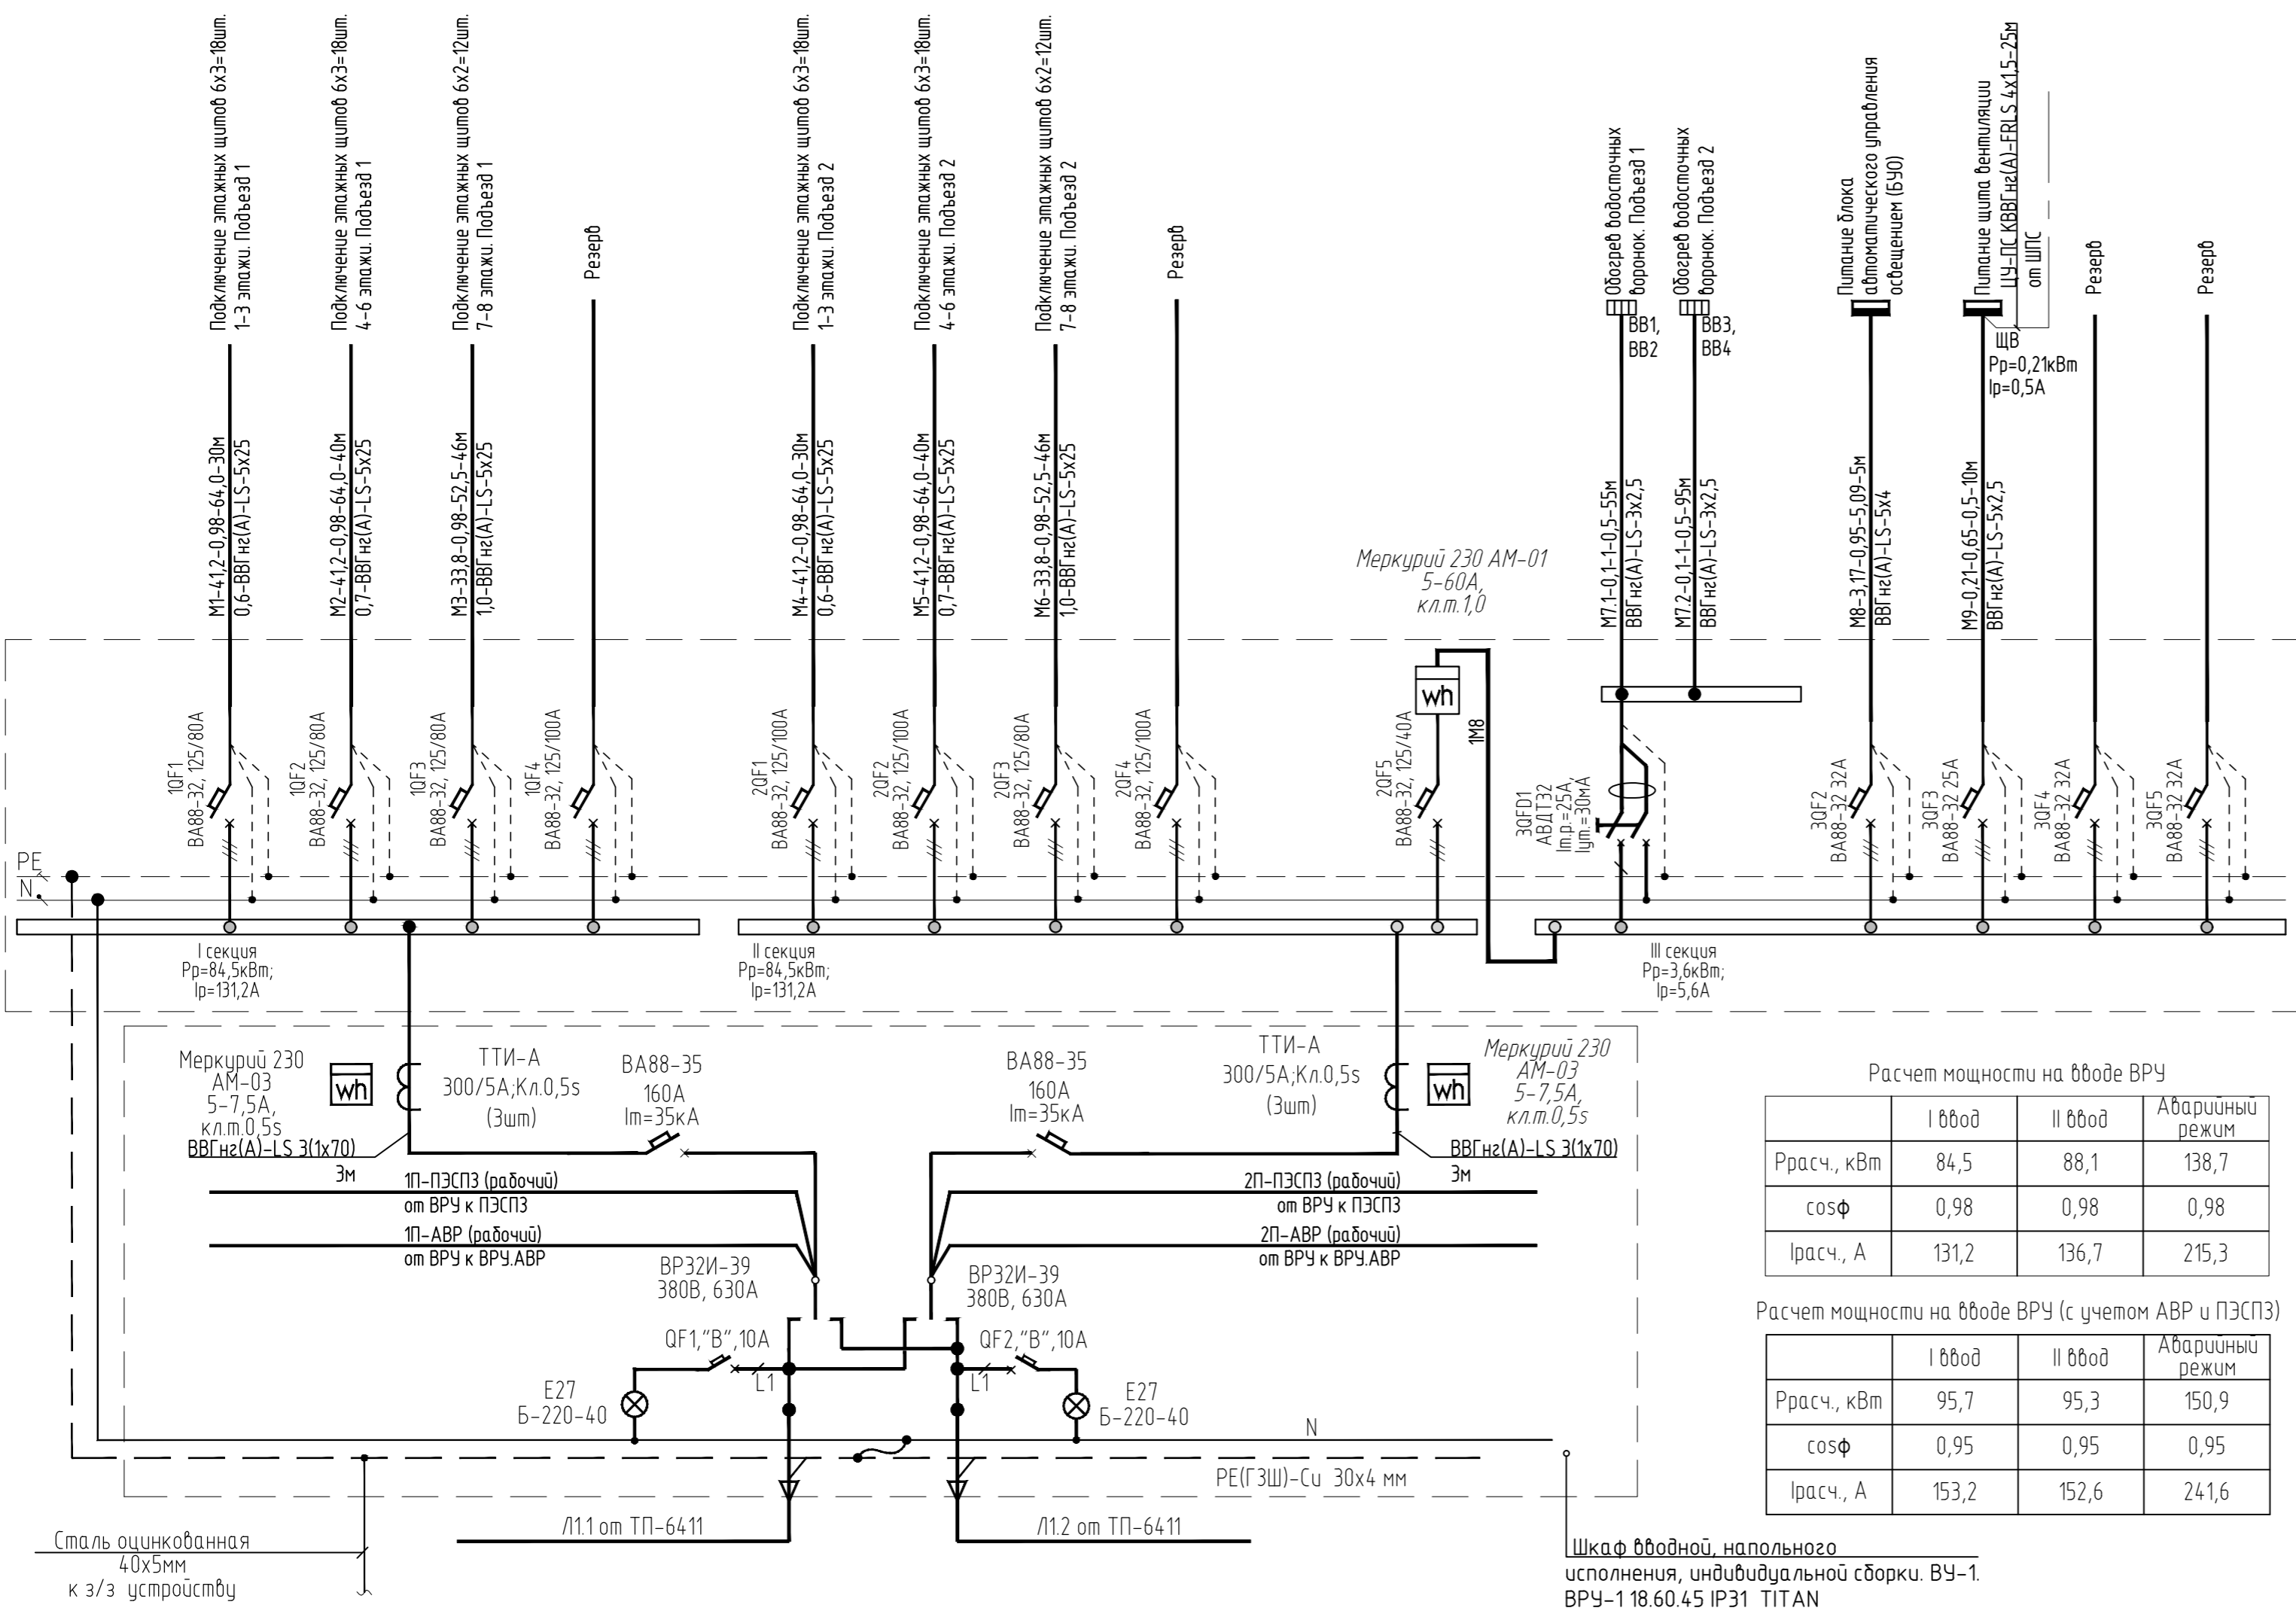 Подключение этажных щитов 6х3=18шт.
1-3 этажи. Подъезд 1
Подключение этажных щитов 6х3=18шт.
4-6 этажи. Подъезд 1
Подключение этажных щитов 6х2=12шт.
7-8 этажи. Подъезд 1
Резерв
Подключение этажных щитов 6х3=18шт.
1-3 этажи. Подъезд 2
Подключение этажных щитов 6х3=18шт.
4-6 этажи. Подъезд 2
Подключение этажных щитов 6х2=12шт.
7-8 этажи. Подъезд 2
Резерв
Обогрев водосточных
воронок. Подъезд 1
Обогрев водосточных
воронок. Подъезд 2
Питание блока
автоматического управления
освещением (БУО)
Питание щита вентиляции
ЦУ-ПС КВВГнг(А)-FRLS 4х1,5-25м
от ШПС
Резерв
Резерв
ВВ1,
ВВ2
ВВ3,
ВВ4
ЩВ
Рр=0,21кВт
Iр=0,5А
М1-41,2-0,98-64,0-30м
0,6-ВВГнг(А)-LS-5х25
М2-41,2-0,98-64,0-40м
0,7-ВВГнг(А)-LS-5х25
М3-33,8-0,98-52,5-46м
1,0-ВВГнг(А)-LS-5х25
М4-41,2-0,98-64,0-30м
0,6-ВВГнг(А)-LS-5х25
М5-41,2-0,98-64,0-40м
0,7-ВВГнг(А)-LS-5х25
М6-33,8-0,98-52,5-46м
1,0-ВВГнг(А)-LS-5х25
Меркурий 230 АМ-01
5-60А,
кл.т.1,0
М7.1-0,1-1-0,5-55м
ВВГнг(А)-LS-3х2,5
М7.2-0,1-1-0,5-95м
ВВГнг(А)-LS-3х2,5
М8-3,17-0,95-5,09-5м
ВВГнг(А)-LS-5х4
М9-0,21-0,65-0,5-10м
ВВГнг(А)-LS-5х2,5
1QF1
ВА88-32, 125/80А
1QF2
ВА88-32, 125/80А
1QF3
ВА88-32, 125/80А
1QF4
ВА88-32, 125/100А
2QF1
ВА88-32, 125/100А
2QF2
ВА88-32, 125/100А
2QF3
ВА88-32, 125/80А
2QF4
ВА88-32, 125/100А
2QF5
ВА88-32, 125/40А
wh
1М8
3QFD1
АВДТ32
Iт.р.=25А,
Iут.=30мА
3QF2
ВА88-32 32А
3QF3
ВА88-32 25А
3QF4
ВА88-32 32А
3QF5
ВА88-32 32А
PE
N
I секция
Рр=84,5кВт;
Iр=131,2А
II секция
Рр=84,5кВт;
Iр=131,2А
III секция
Рр=3,6кВт;
Iр=5,6А
Меркурий 230
АМ-03
5-7,5А,
кл.т.0,5s
wh
ВВГнг(А)-LS 3(1х70)
3м
ТТИ-А
300/5А;Кл.0,5s
(3шт)
ВА88-35
160А
Iт=35кА
ВА88-35
160А
Iт=35кА
ТТИ-А
300/5А;Кл.0,5s
(3шт)
wh
Меркурий 230
АМ-03
5-7,5А,
кл.т.0,5s
ВВГнг(А)-LS 3(1х70)
3м
1П-ПЭСПЗ (рабочий)
от ВРУ к ПЭСПЗ
1П-АВР (рабочий)
от ВРУ к ВРУ.АВР
2П-ПЭСПЗ (рабочий)
от ВРУ к ПЭСПЗ
2П-АВР (рабочий)
от ВРУ к ВРУ.АВР
ВР32И-39
380В, 630А
ВР32И-39
380В, 630А
QF1,"В",10А
QF2,"В",10А
L1
L1
Е27
Б-220-40
Е27
Б-220-40
N
РЕ(ГЗШ)-Cu 30х4 мм
Л1.1 от ТП-6411
Л1.2 от ТП-6411
Сталь оцинкованная
40х5мм
к з/з устройству
Шкаф вводной, напольного
исполнения, индивидуальной сборки. ВУ-1.
ВРУ-1 18.60.45 IP31 TITAN
Расчет мощности на вводе ВРУ
I ввод II ввод Аварийный режим
Ррасч., кВт 84,5 88,1 138,7
cosф 0,98 0,98 0,98
Iрасч., А 131,2 136,7 215,3
Расчет мощности на вводе ВРУ (с учетом АВР и ПЭСПЗ)
I ввод II ввод Аварийный режим
Ррасч., кВт 95,7 95,3 150,9
cosф 0,95 0,95 0,95
Iрасч., А 153,2 152,6 241,6